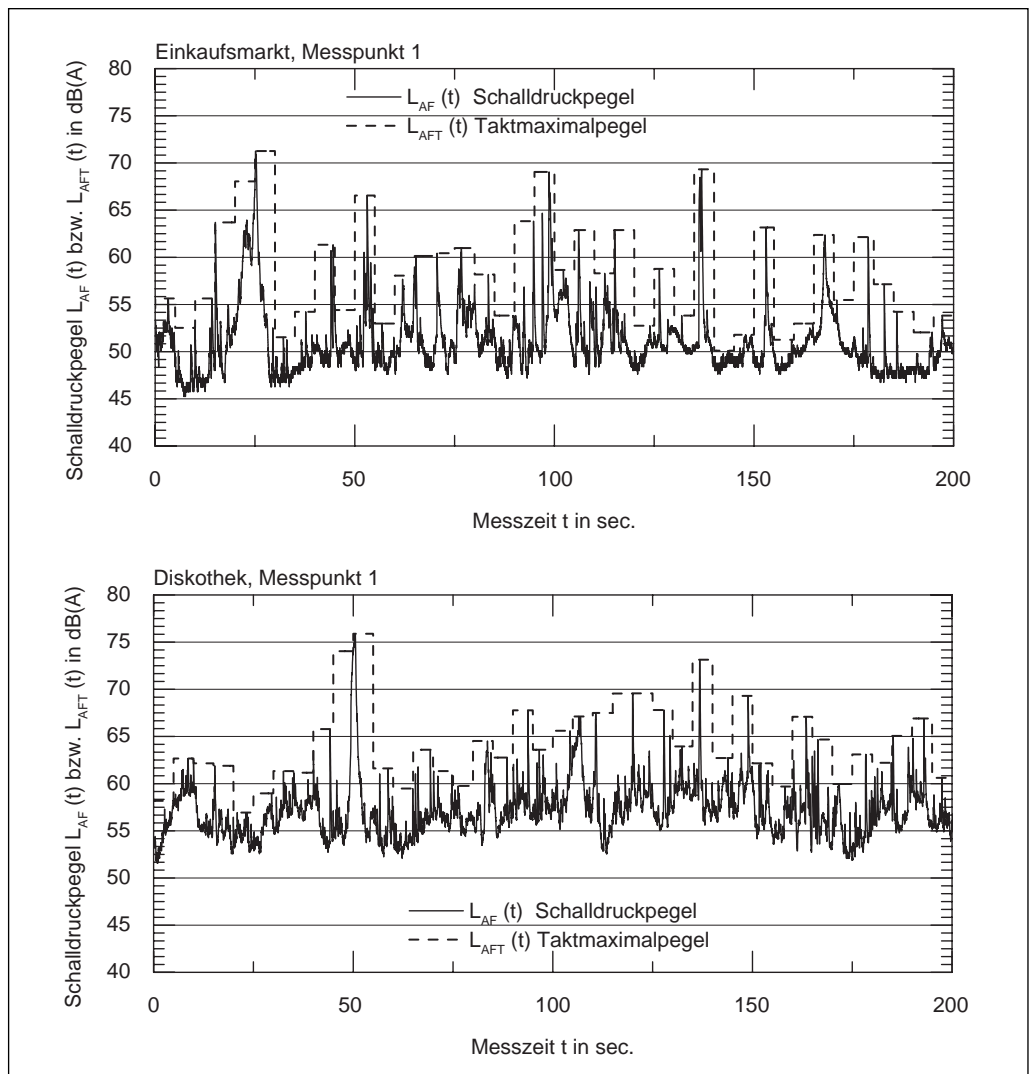 Einkaufsmarkt, Messpunkt 1
Schalldruckpegel L_AF (t) bzw. L_AFT (t) in dB(A)
80
75
70
65
60
55
50
45
40
L_AF (t) Schalldruckpegel
L_AFT (t) Taktmaximalpegel
0 50 100 150 200
Messzeit t in sec.
Diskothek, Messpunkt 1
Schalldruckpegel L_AF (t) bzw. L_AFT (t) in dB(A)
80
75
70
65
60
55
50
45
40
L_AF (t) Schalldruckpegel
L_AFT (t) Taktmaximalpegel
0 50 100 150 200
Messzeit t in sec.